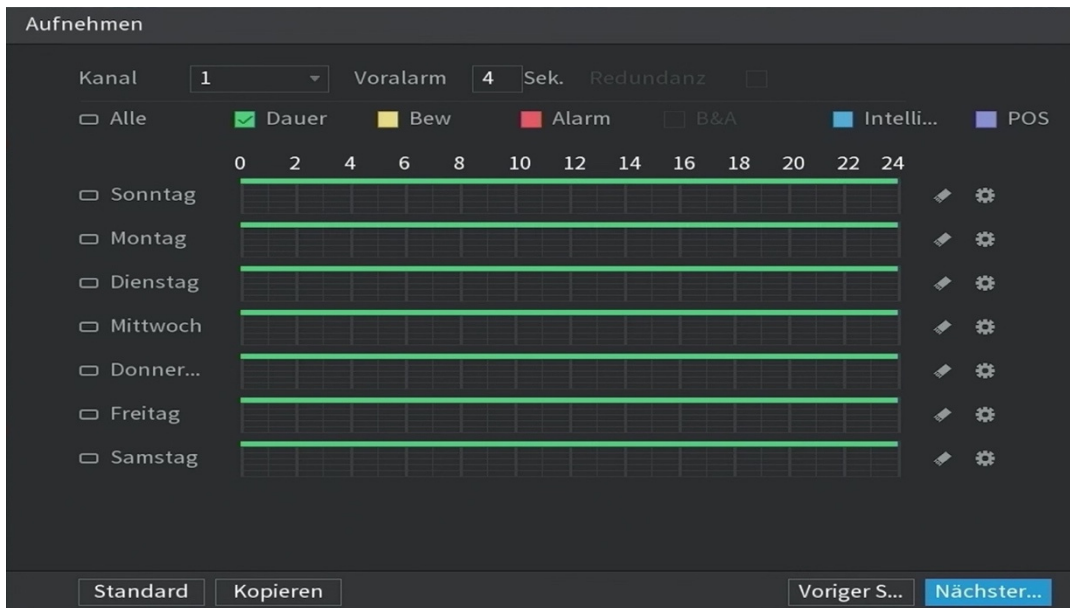 Aufnehmen
Kanal 1 Voralarm 4 Sek. Redundanz
Alle Dauer Bew Alarm B&A Intelli... POS
0 2 4 6 8 10 12 14 16 18 20 22 24
Sonntag
Montag
Dienstag
Mittwoch
Donner...
Freitag
Samstag
Standard Kopieren Voriger S... Nächster...